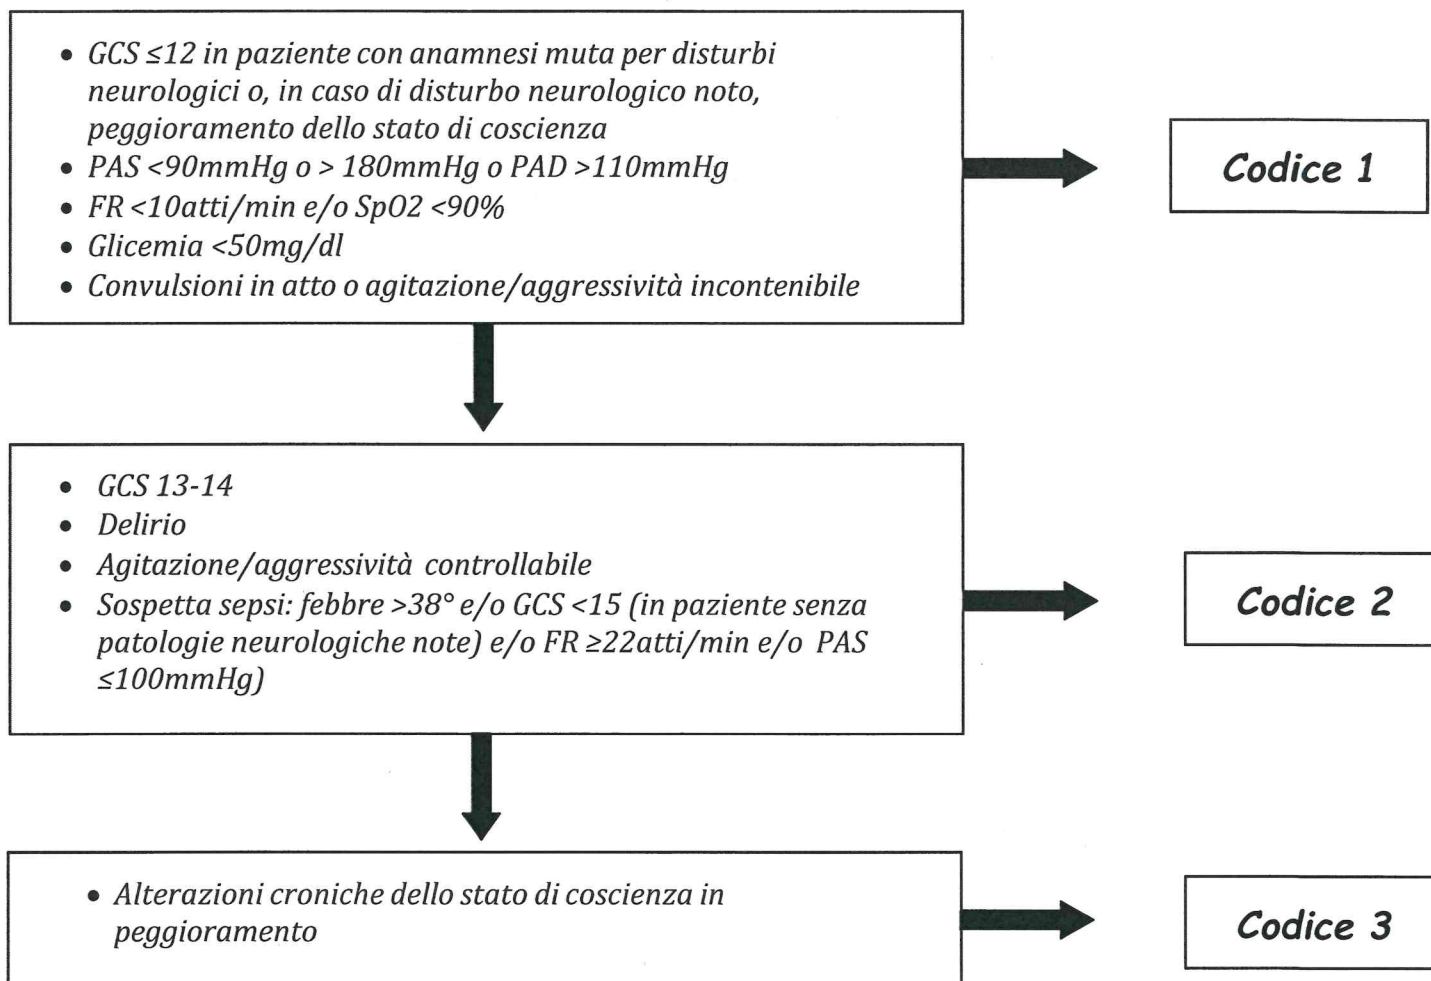 • GCS ≤12 in paziente con anamnesi muta per disturbi
neurologici o, in caso di disturbo neurologico noto,
peggioramento dello stato di coscienza
• PAS <90mmHg o > 180mmHg o PAD >110mmHg
• FR <10atti/min e/o SpO2 <90%
• Glicemia <50mg/dl
• Convulsioni in atto o agitazione/aggressività incontenibile
Codice 1
• GCS 13-14
• Delirio
• Agitazione/aggressività controllabile
• Sospetta sepsi: febbre >38° e/o GCS <15 (in paziente senza
patologie neurologiche note) e/o FR ≥22atti/min e/o PAS
≤100mmHg)
Codice 2
• Alterazioni croniche dello stato di coscienza in
peggioramento
Codice 3